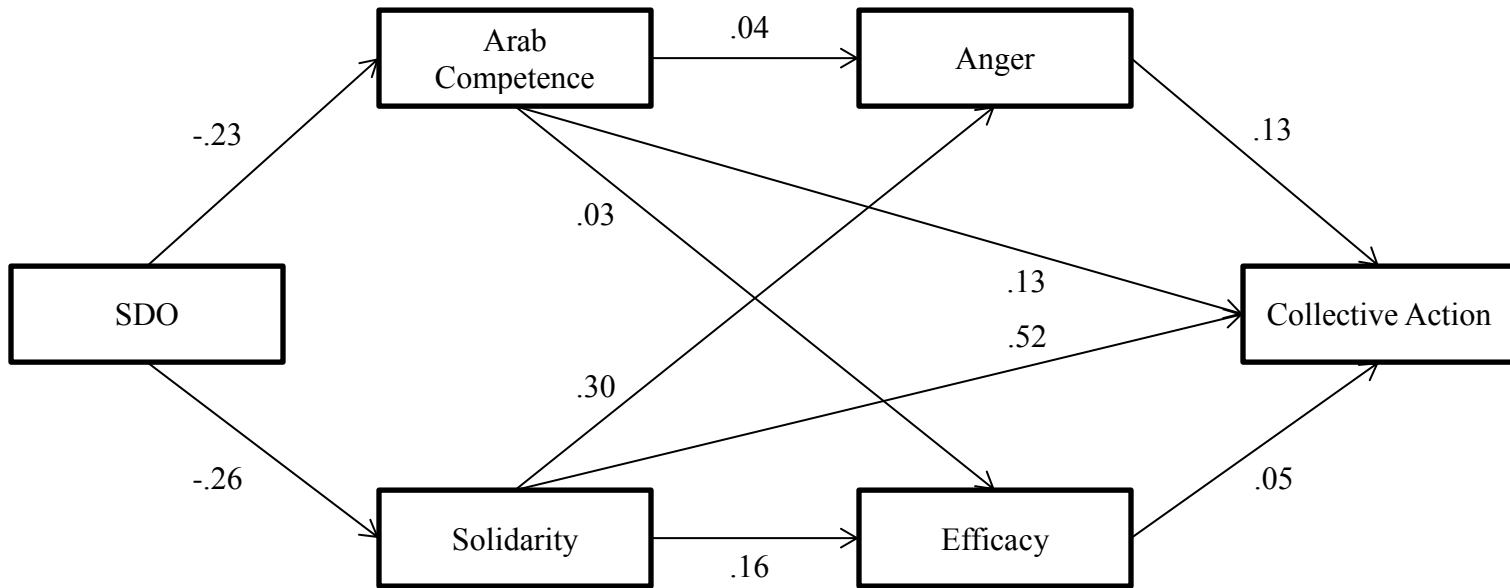 Arab
Competence
.04
Anger
-.23
.13
.03
SDO
.13
Collective Action
.52
.30
-.26
.05
Solidarity
.16
Efficacy